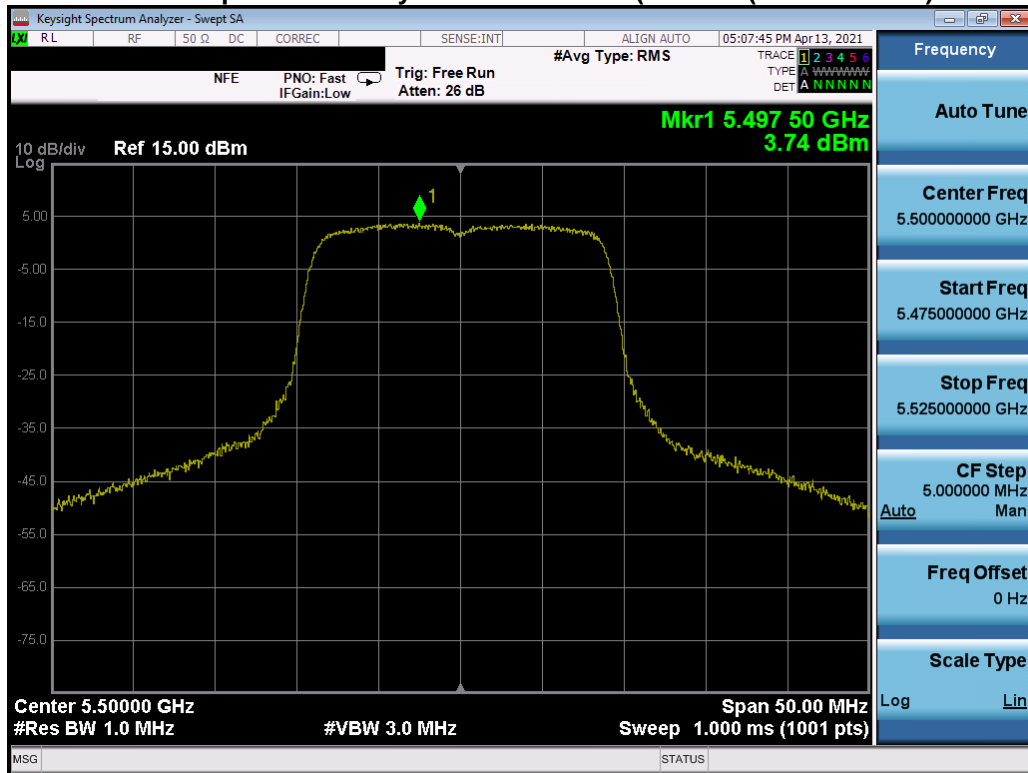 Keysight Spectrum Analyzer - Swept SA
LXI RL RF 50 Ω DC CORREC SENSE:INT ALIGN AUTO 05:07:45 PM Apr 13, 2021
#Avg Type: RMS TRACE 1 2 3 4 5 6
NFE PNO: Fast Trig: Free Run TYPE A WWWWW
IFGain:Low Atten: 26 dB DET A N N N N N
Mkr1 5.497 50 GHz
10 dB/div Ref 15.00 dBm 3.74 dBm
Log
1
5.00
-5.00
-15.0
-25.0
-35.0
-45.0
-55.0
-65.0
-75.0
Center 5.50000 GHz Span 50.00 MHz
#Res BW 1.0 MHz #VBW 3.0 MHz Sweep 1.000 ms (1001 pts)
MSG STATUS
Frequency
Auto Tune
Center Freq
5.500000000 GHz
Start Freq
5.475000000 GHz
Stop Freq
5.525000000 GHz
CF Step
5.000000 MHz
Auto Man
Freq Offset
0 Hz
Scale Type
Log Lin